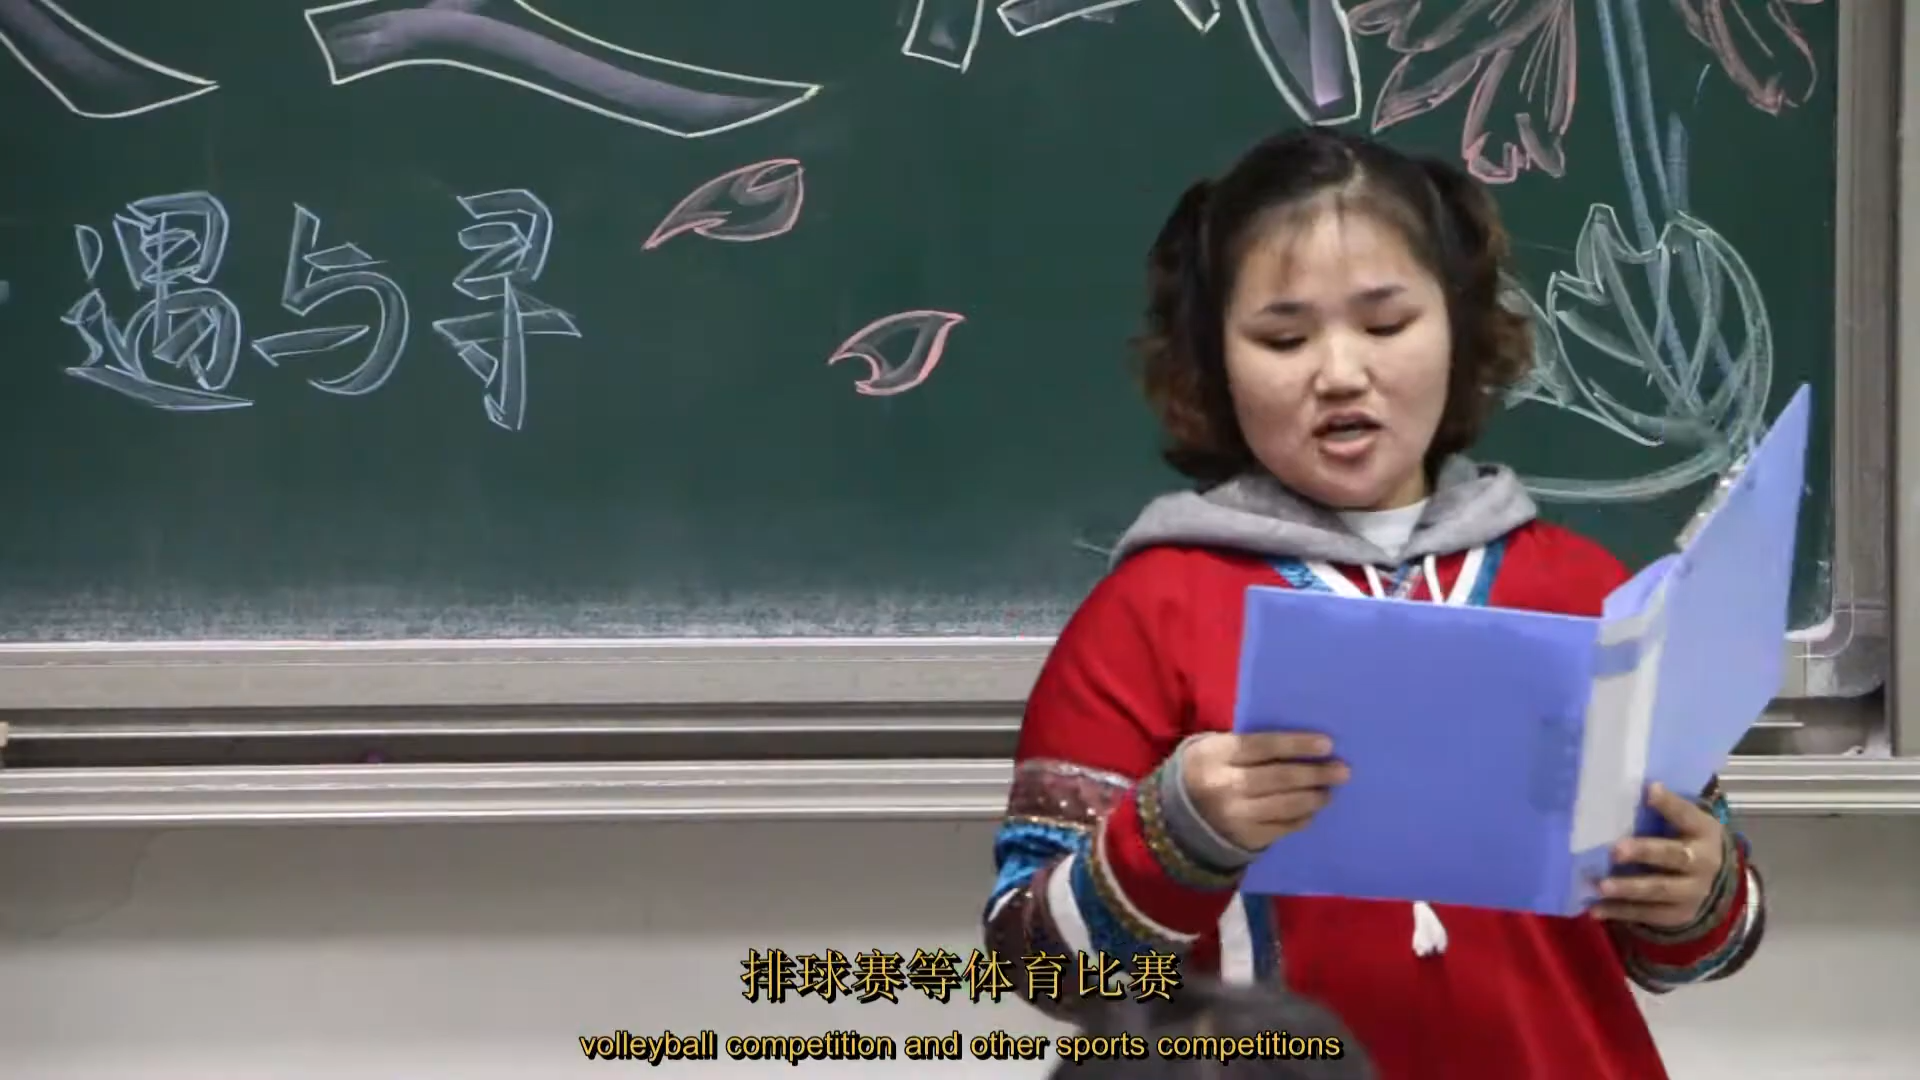 遇与寻
排球赛等体育比赛
volleyball competition and other sports competitions